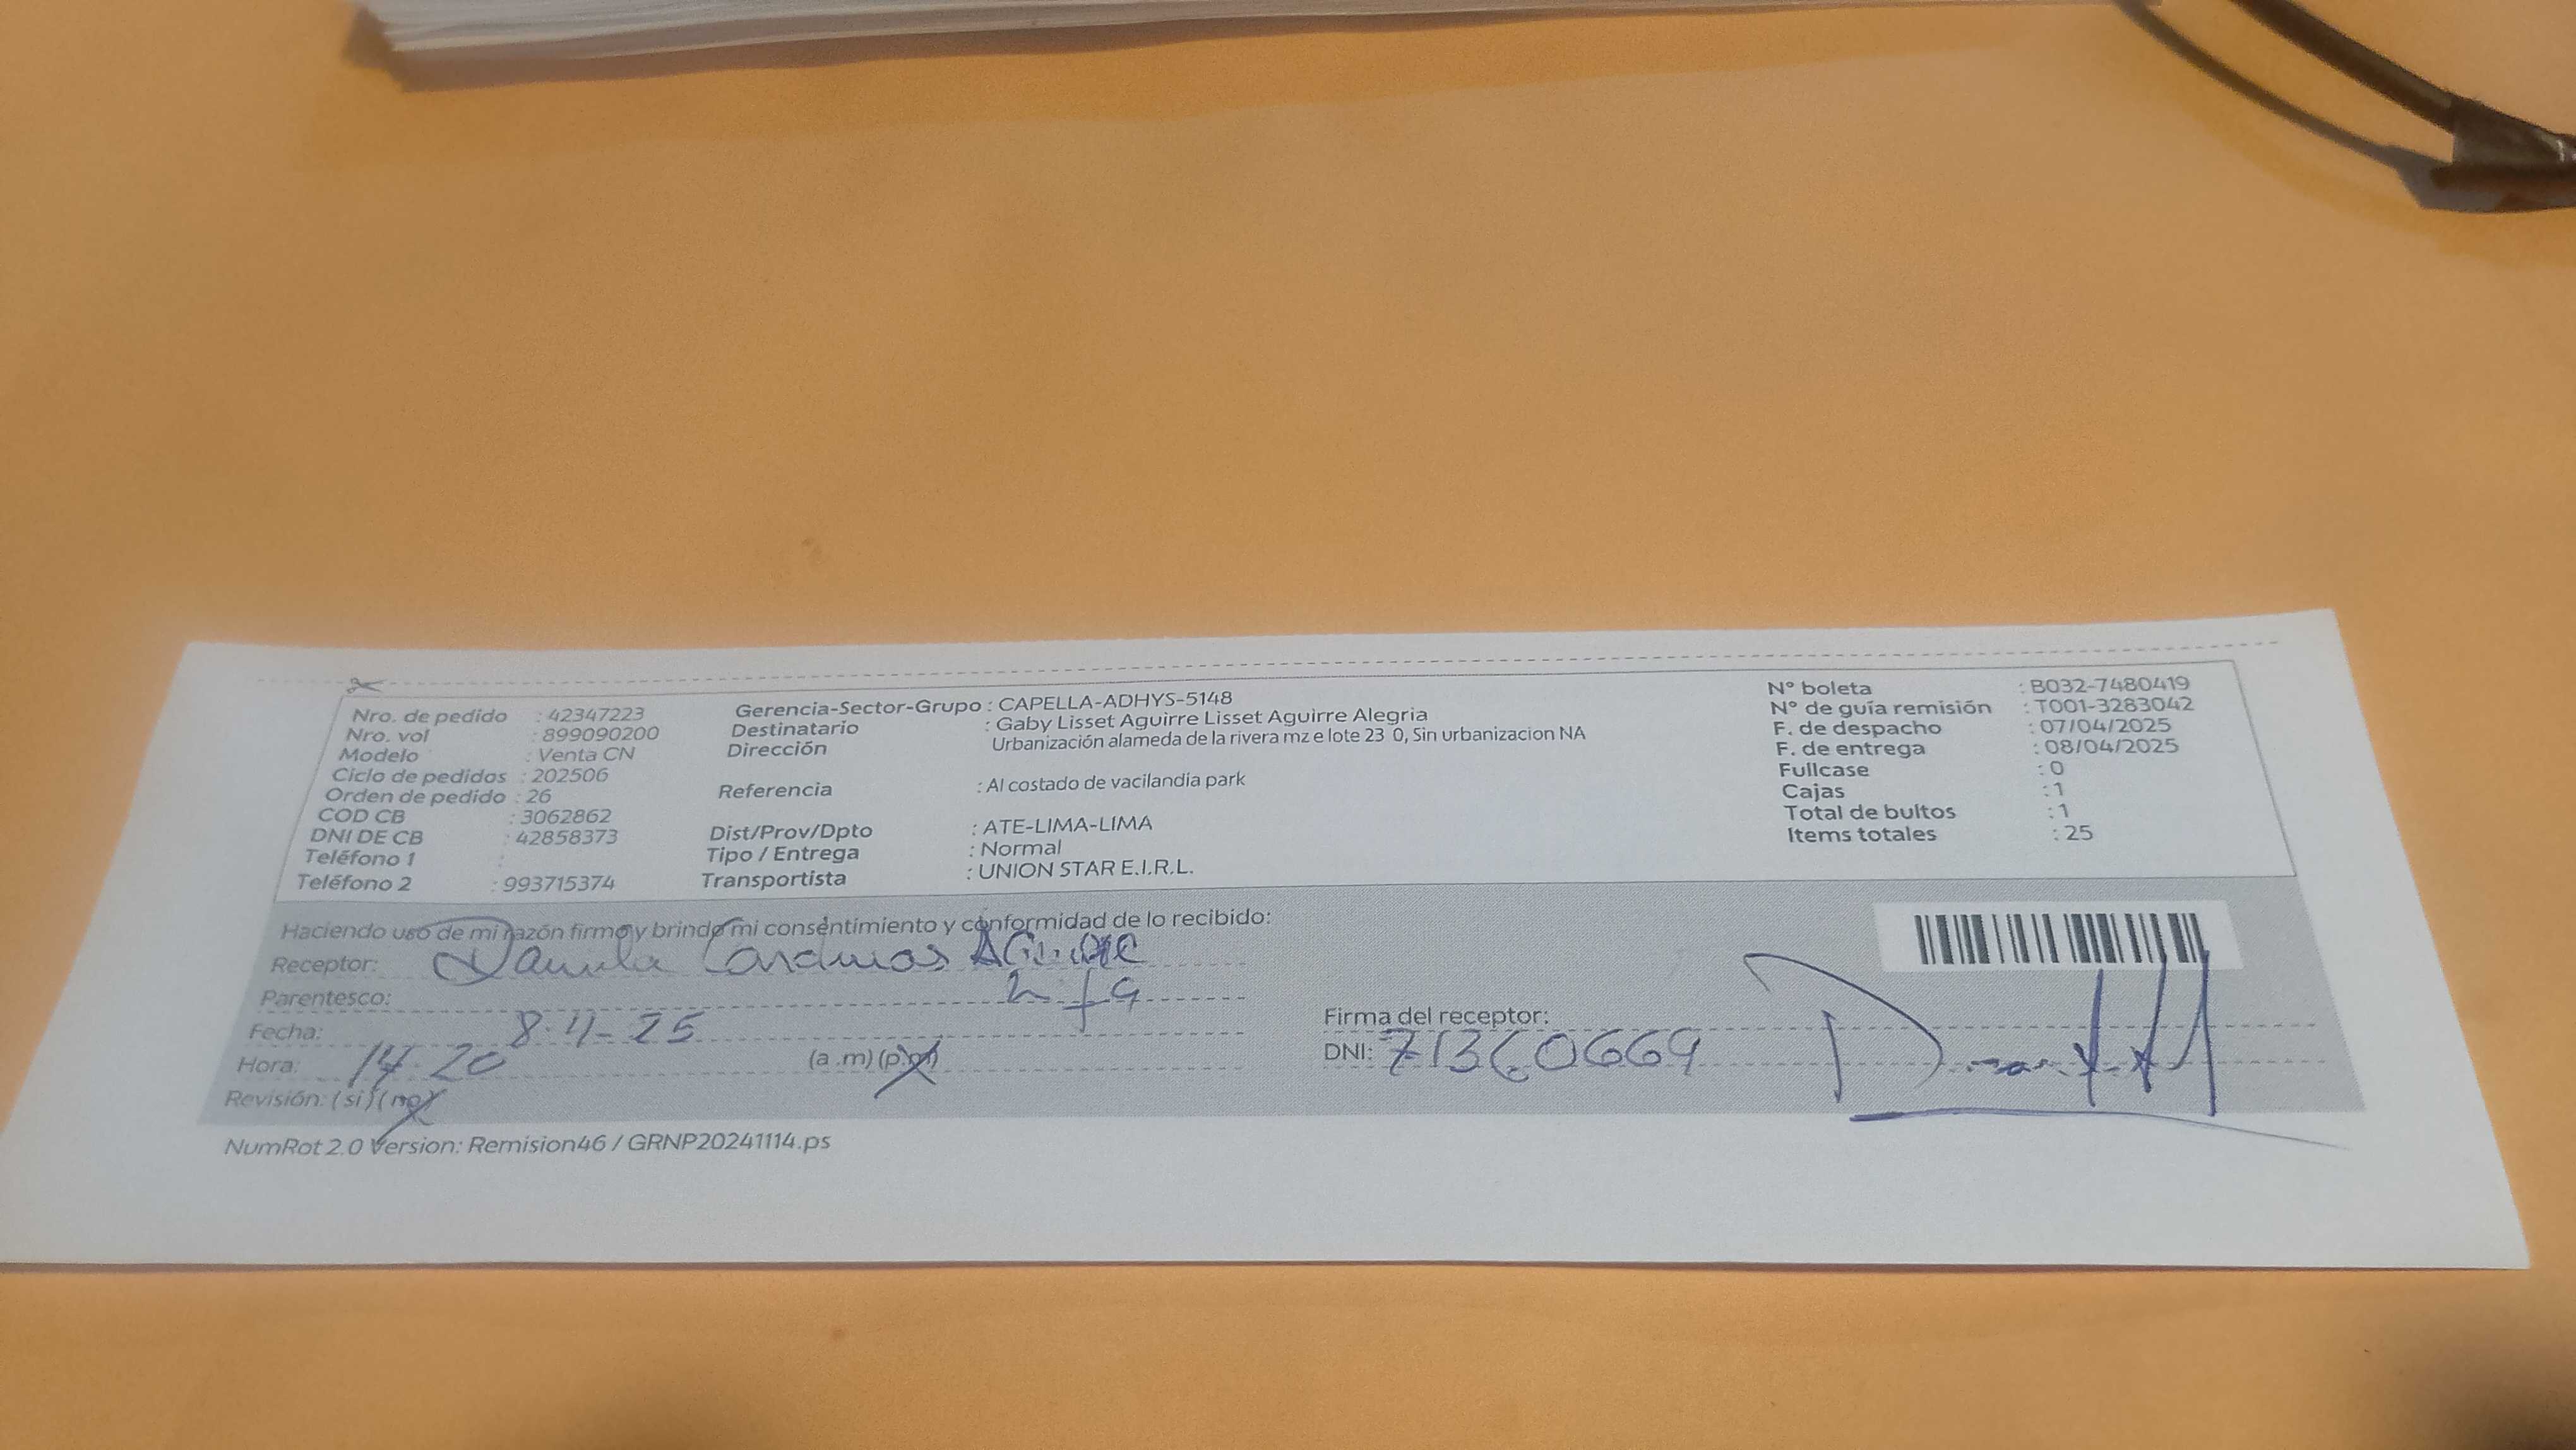 Nro. de pedido : 42347223
Nro. vol : 899090200
Modelo : Venta CN
Ciclo de pedidos : 202506
Orden de pedido : 26
COD CB : 3062862
DNI DE CB : 42858373
Teléfono 1 :
Teléfono 2 : 993715374
Gerencia-Sector-Grupo : CAPELLA-ADHYS-5148
Destinatario : Gaby Lisset Aguirre Lisset Aguirre Alegria
Dirección Urbanización alameda de la rivera mz e lote 23 0, Sin urbanizacion NA
Referencia : Al costado de vacilandia park
Dist/Prov/Dpto : ATE-LIMA-LIMA
Tipo / Entrega : Normal
Transportista : UNION STAR E.I.R.L.
N° boleta : B032-7480419
N° de guía remisión : T001-3283042
F. de despacho : 07/04/2025
F. de entrega : 08/04/2025
Fullcase : 0
Cajas : 1
Total de bultos : 1
Items totales : 25
Haciendo uso de mi razón firmo y brindo mi consentimiento y conformidad de lo recibido:
Receptor: Aguirre
Parentesco: hija
Fecha: 8-4-25
Hora: 14.20 (a .m) (p.m)
Revisión: (si) (no)
Firma del receptor:
DNI: 71360669
NumRot 2.0 Version: Remision46 / GRNP20241114.ps